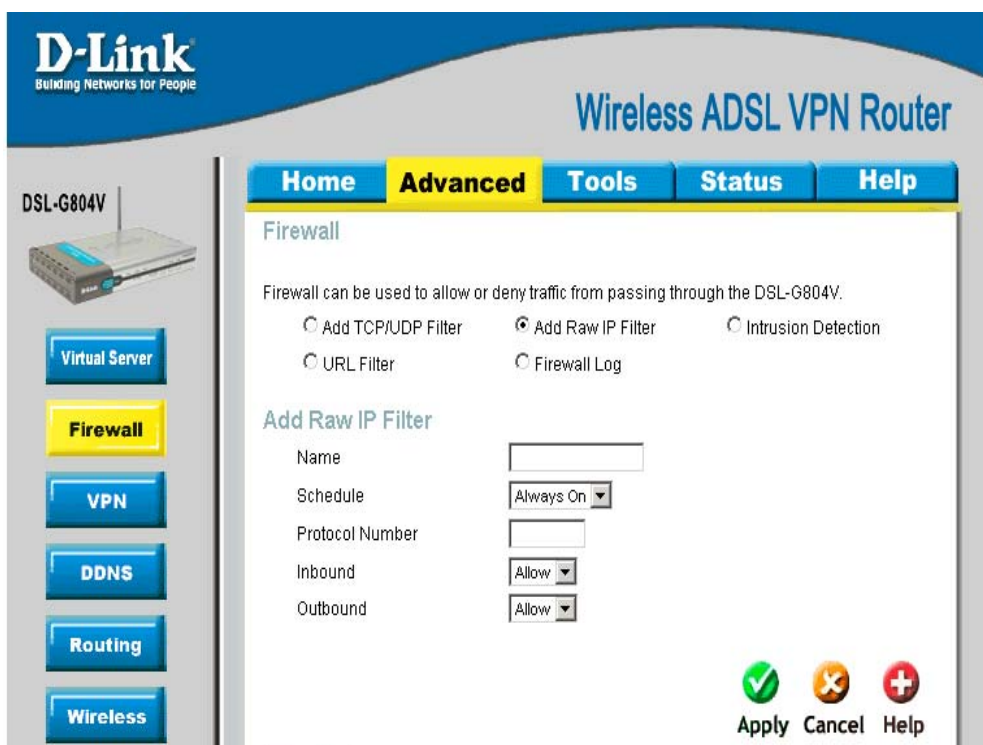 D-Link
Building Networks for People
Wireless ADSL VPN Router
DSL-G804V
Home Advanced Tools Status Help
Firewall
Firewall can be used to allow or deny traffic from passing through the DSL-G804V.
Add TCP/UDP Filter Add Raw IP Filter Intrusion Detection
URL Filter Firewall Log
Add Raw IP Filter
Name
Schedule Always On
Protocol Number
Inbound Allow
Outbound Allow
Apply Cancel Help
Virtual Server
Firewall
VPN
DDNS
Routing
Wireless